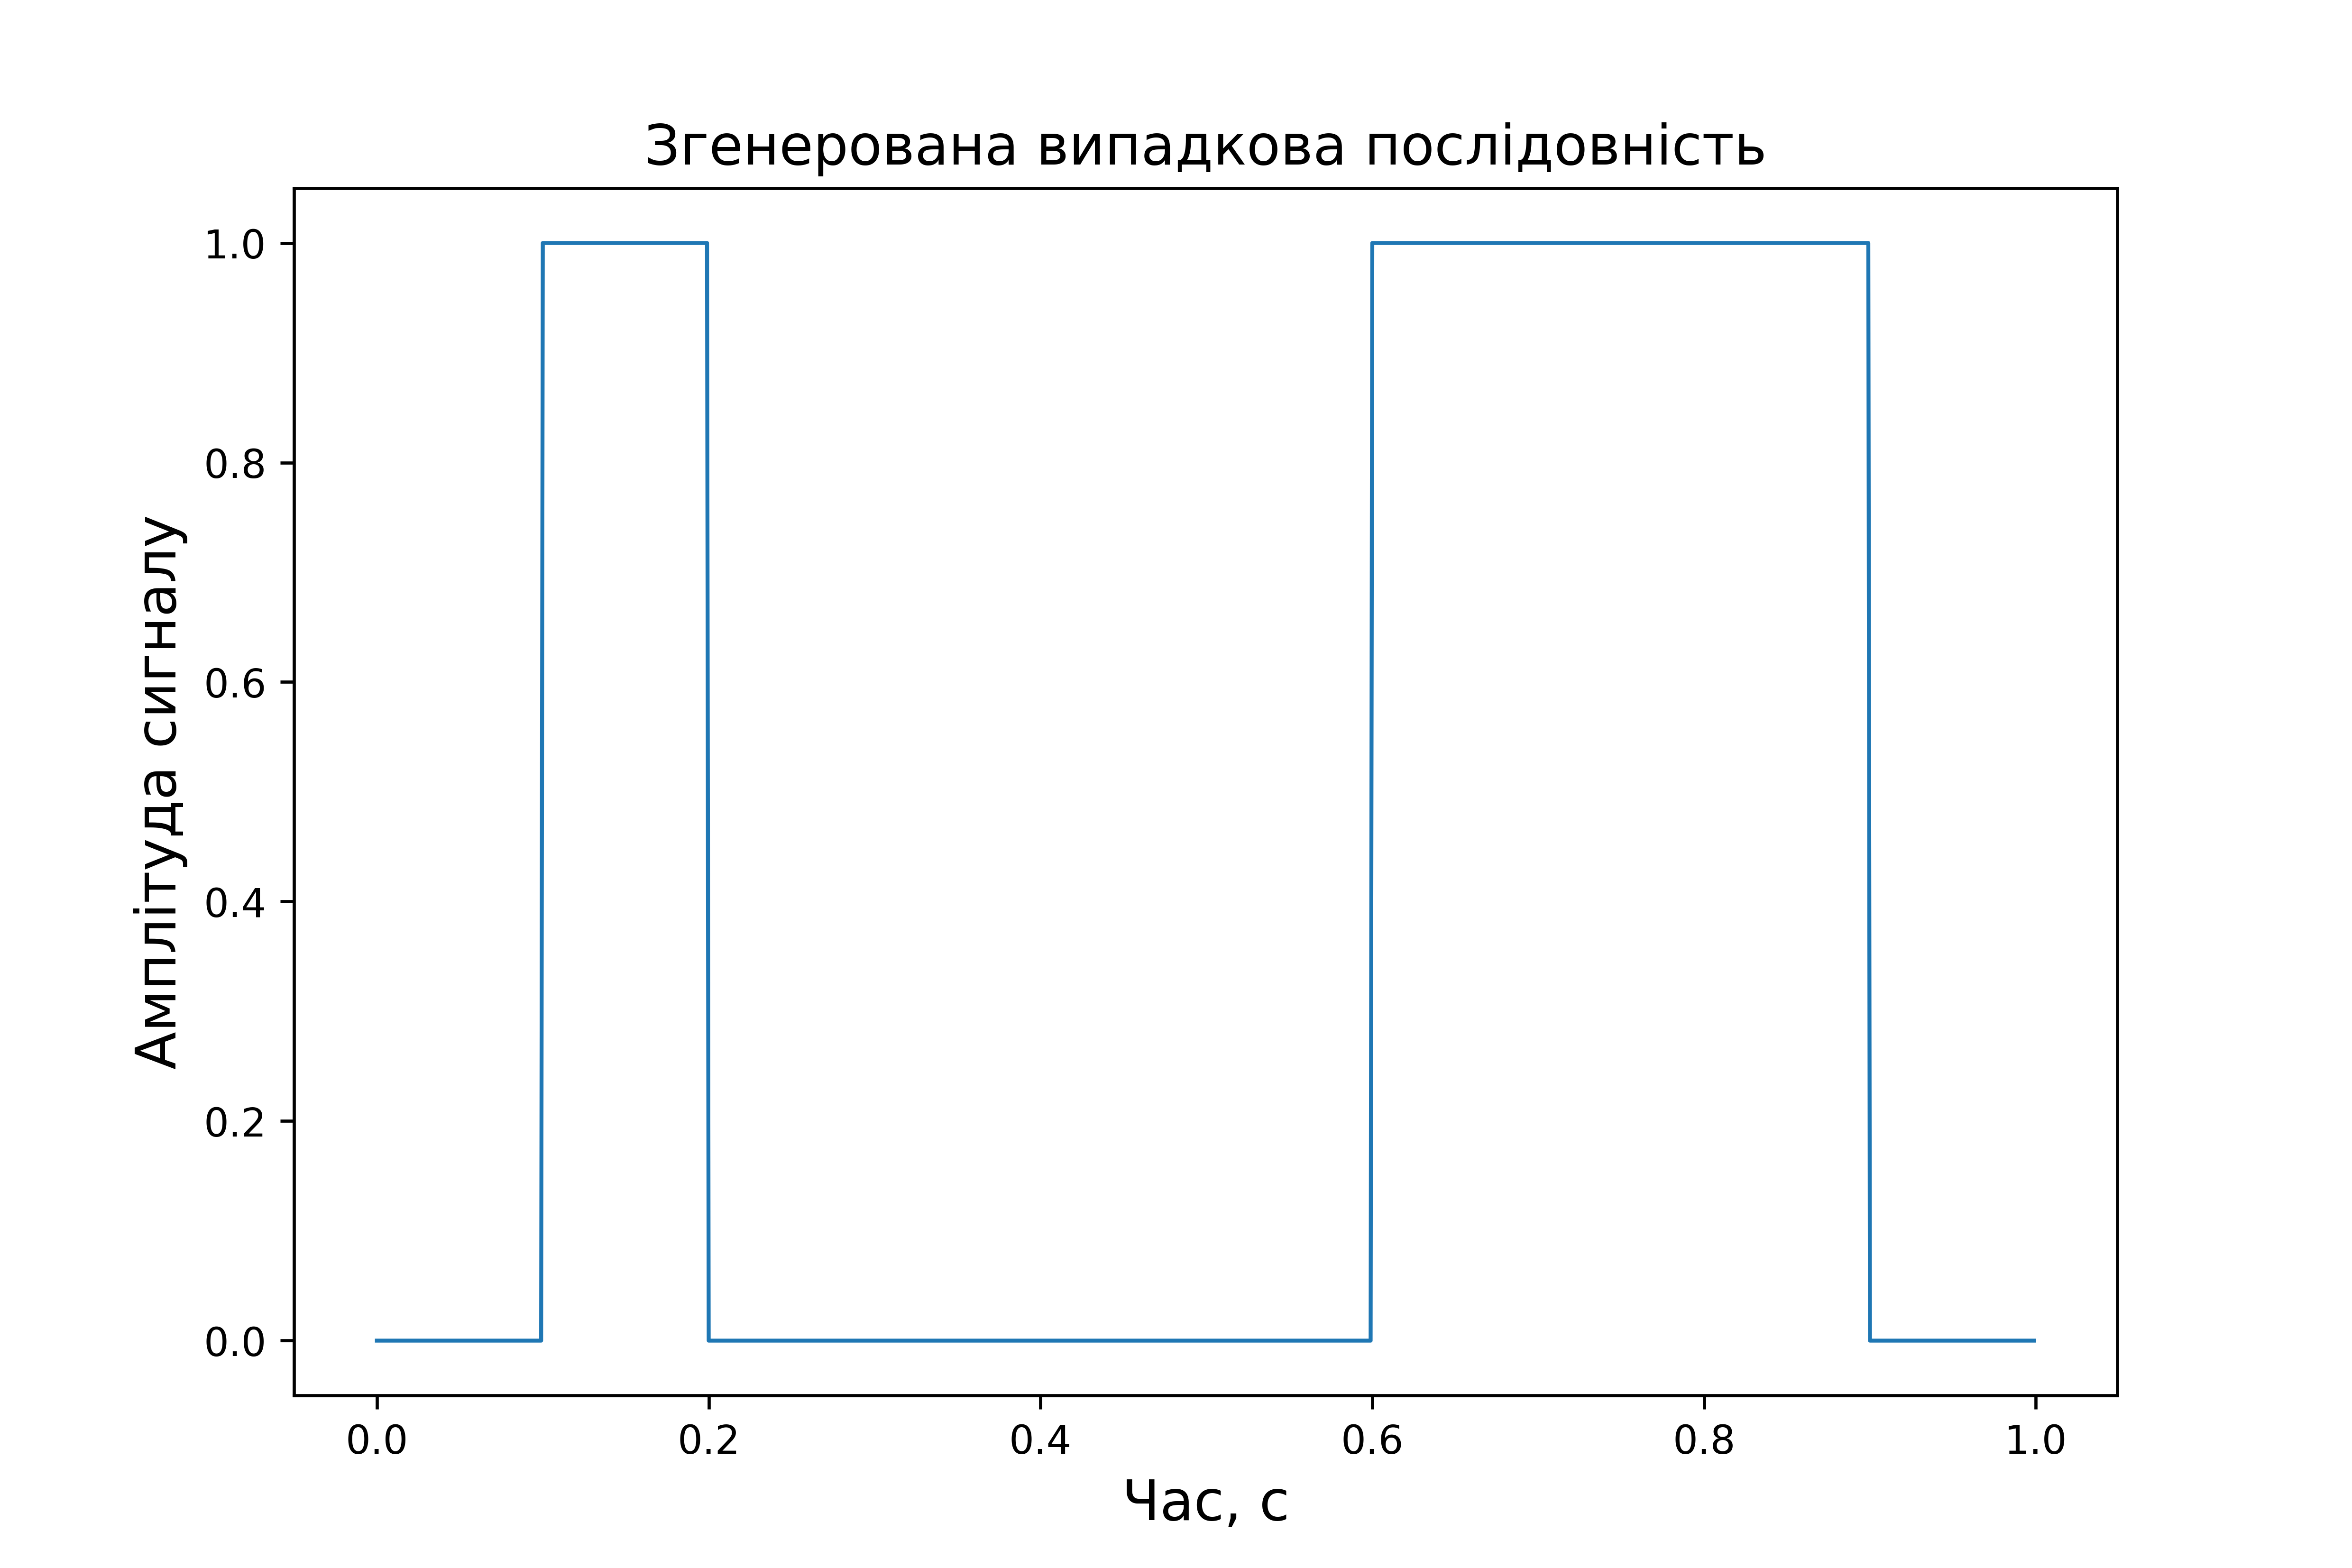 Згенерована випадкова послідовність
Амплітуда сигналу
1.0
0.8
0.6
0.4
0.2
0.0
0.0 0.2 0.4 0.6 0.8 1.0
Час, с